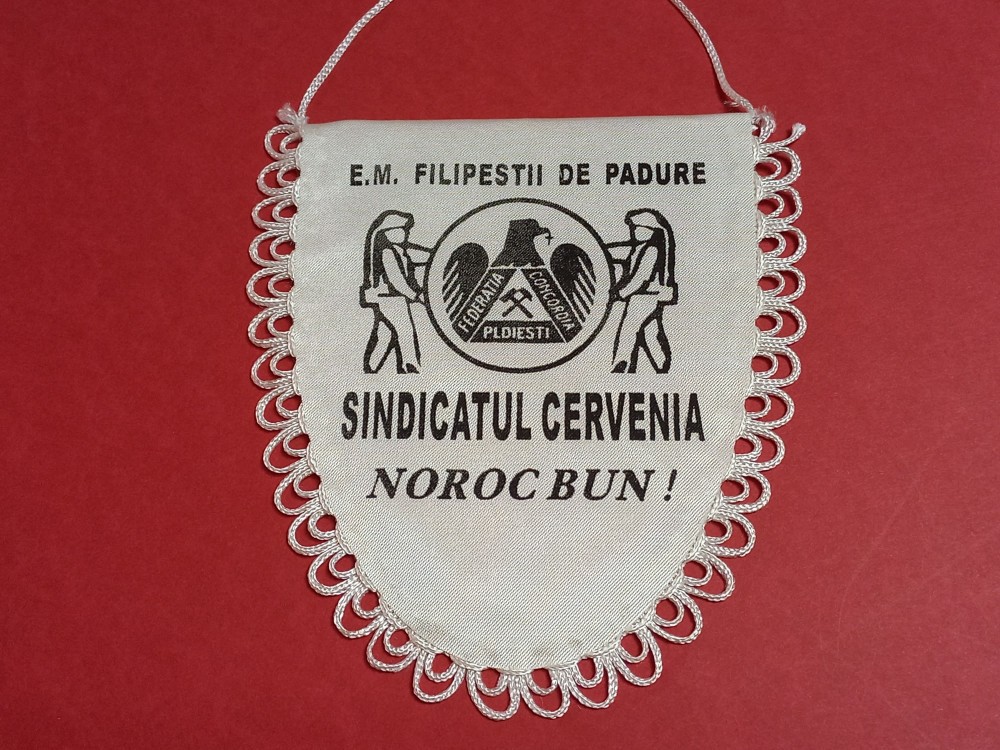 E.M. FILIPESTII DE PADURE
FEDERATIA
CONCORDIA
PLOIESTI
SINDICATUL CERVENIA
NOROC BUN !